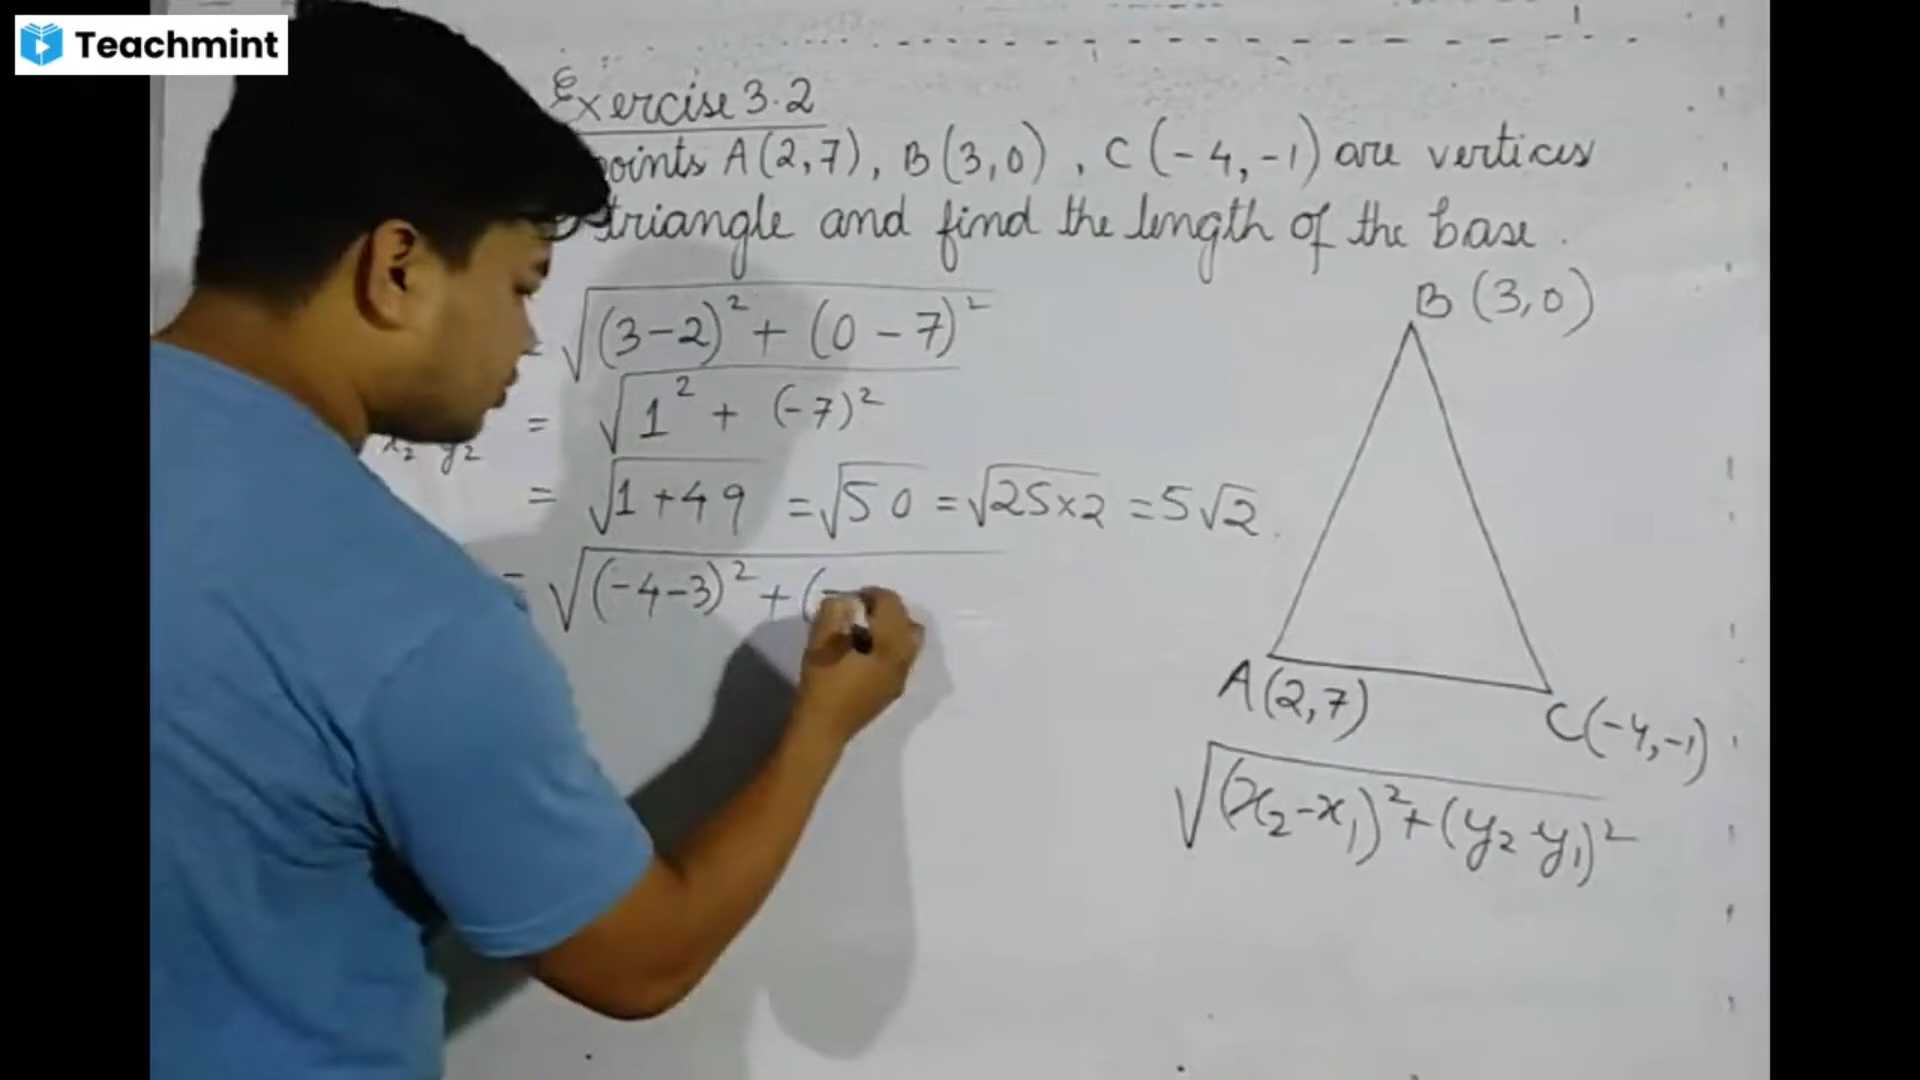 Teachmint
Exercise 3.2
points A(2,7), B(3,0), C(-4,-1) are vertices
triangle and find the length of the base.
= √(3-2)² + (0-7)²
= √1² + (-7)²
x₂ y₂
= √1+49 = √50 = √25×2 = 5√2.
= √(-4-3)² + (-
B (3,0)
A(2,7)
C(-4,-1)
√(x₂-x₁)²+(y₂-y₁)²